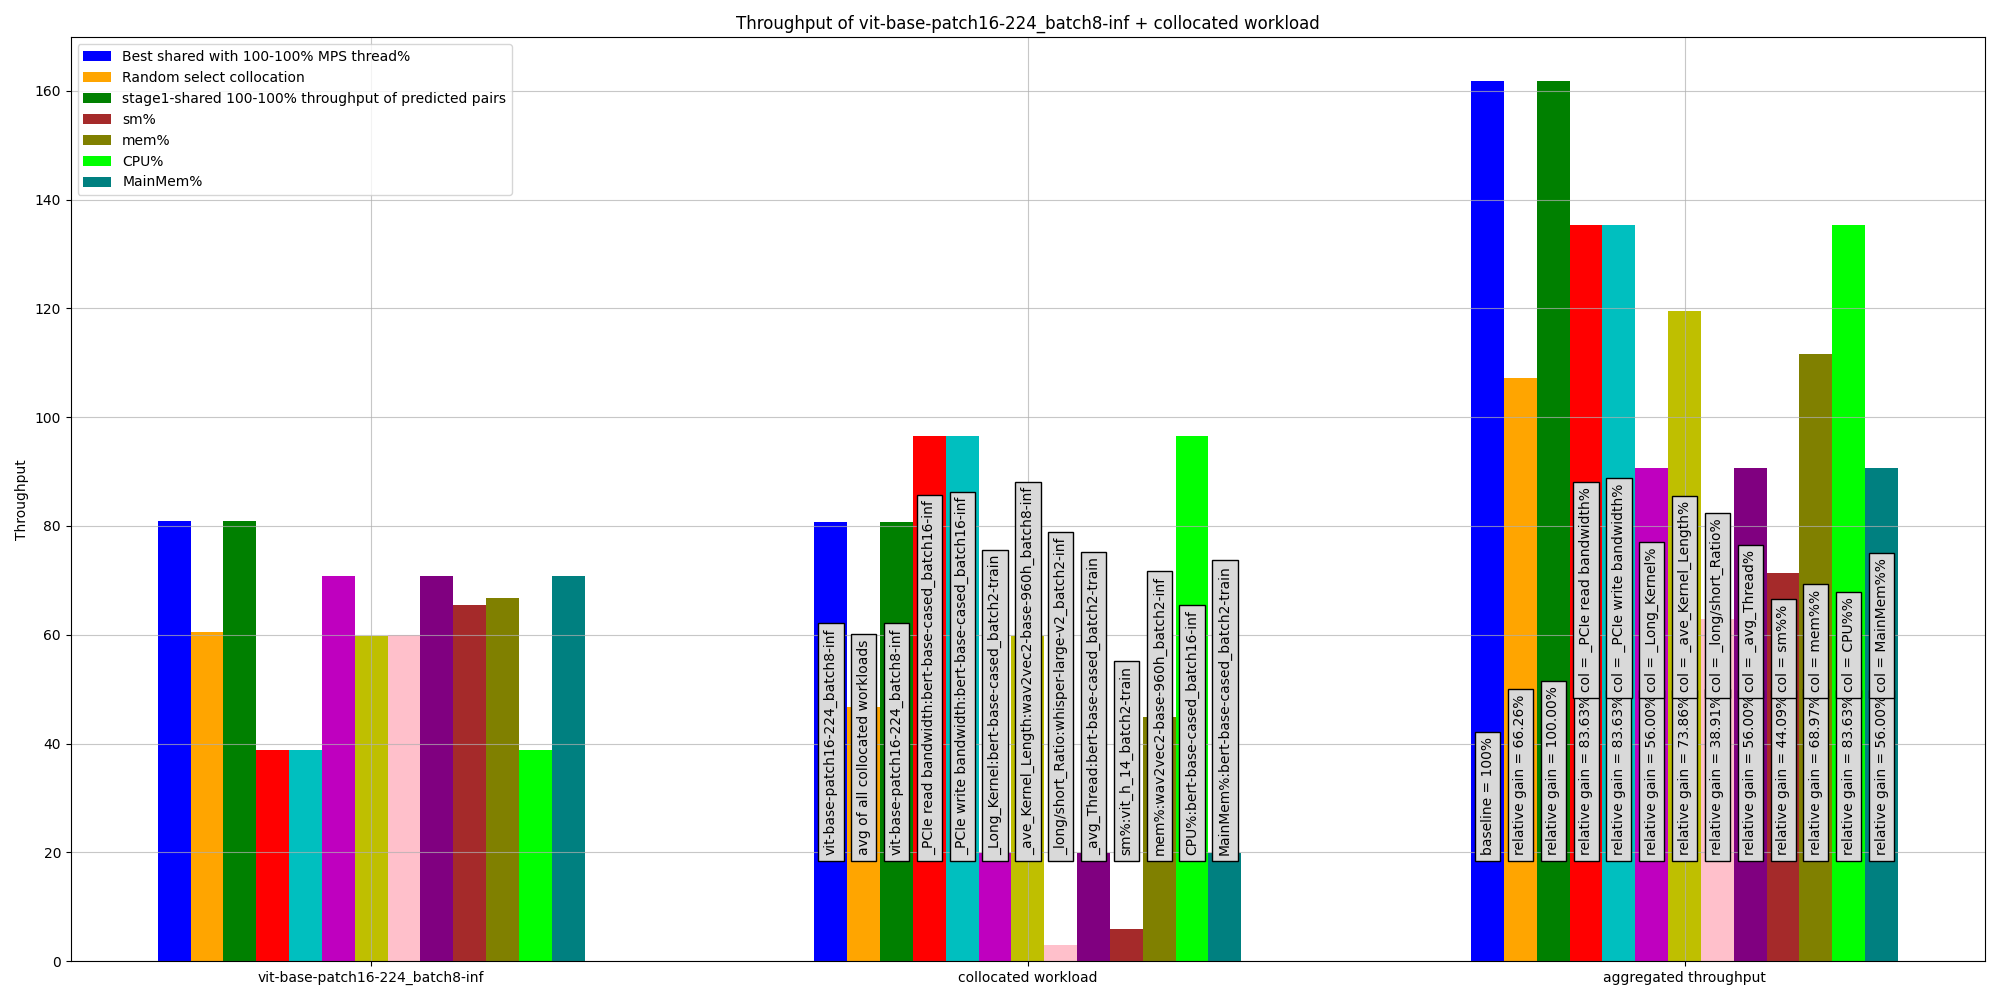 Throughput of vit-base-patch16-224_batch8-inf + collocated workload
Throughput
160
140
120
100
80
60
40
20
0
Best shared with 100-100% MPS thread%
Random select collocation
stage1-shared 100-100% throughput of predicted pairs
sm%
mem%
CPU%
MainMem%
vit-base-patch16-224_batch8-inf
avg of all collocated workloads
vit-base-patch16-224_batch8-inf
_PCIe read bandwidth:bert-base-cased_batch16-inf
_PCIe write bandwidth:bert-base-cased_batch16-inf
_Long_Kernel:bert-base-cased_batch2-train
_ave_Kernel_Length:wav2vec2-base-960h_batch8-inf
_long/short_Ratio:whisper-large-v2_batch2-inf
_avg_Thread:bert-base-cased_batch2-train
sm%:vit_h_14_batch2-train
mem%:wav2vec2-base-960h_batch2-inf
CPU%:bert-base-cased_batch16-inf
MainMem%:bert-base-cased_batch2-train
baseline = 100%
relative gain = 66.26%
relative gain = 100.00%
relative gain = 83.63%
col = _PCIe read bandwidth%
relative gain = 83.63%
col = _PCIe write bandwidth%
relative gain = 56.00%
col = _Long_Kernel%
relative gain = 73.86%
col = _ave_Kernel_Length%
relative gain = 38.91%
col = _long/short_Ratio%
relative gain = 56.00%
col = _avg_Thread%
relative gain = 44.09%
col = sm%%
relative gain = 68.97%
col = mem%%
relative gain = 83.63%
col = CPU%%
relative gain = 56.00%
col = MainMem%%
vit-base-patch16-224_batch8-inf
collocated workload
aggregated throughput